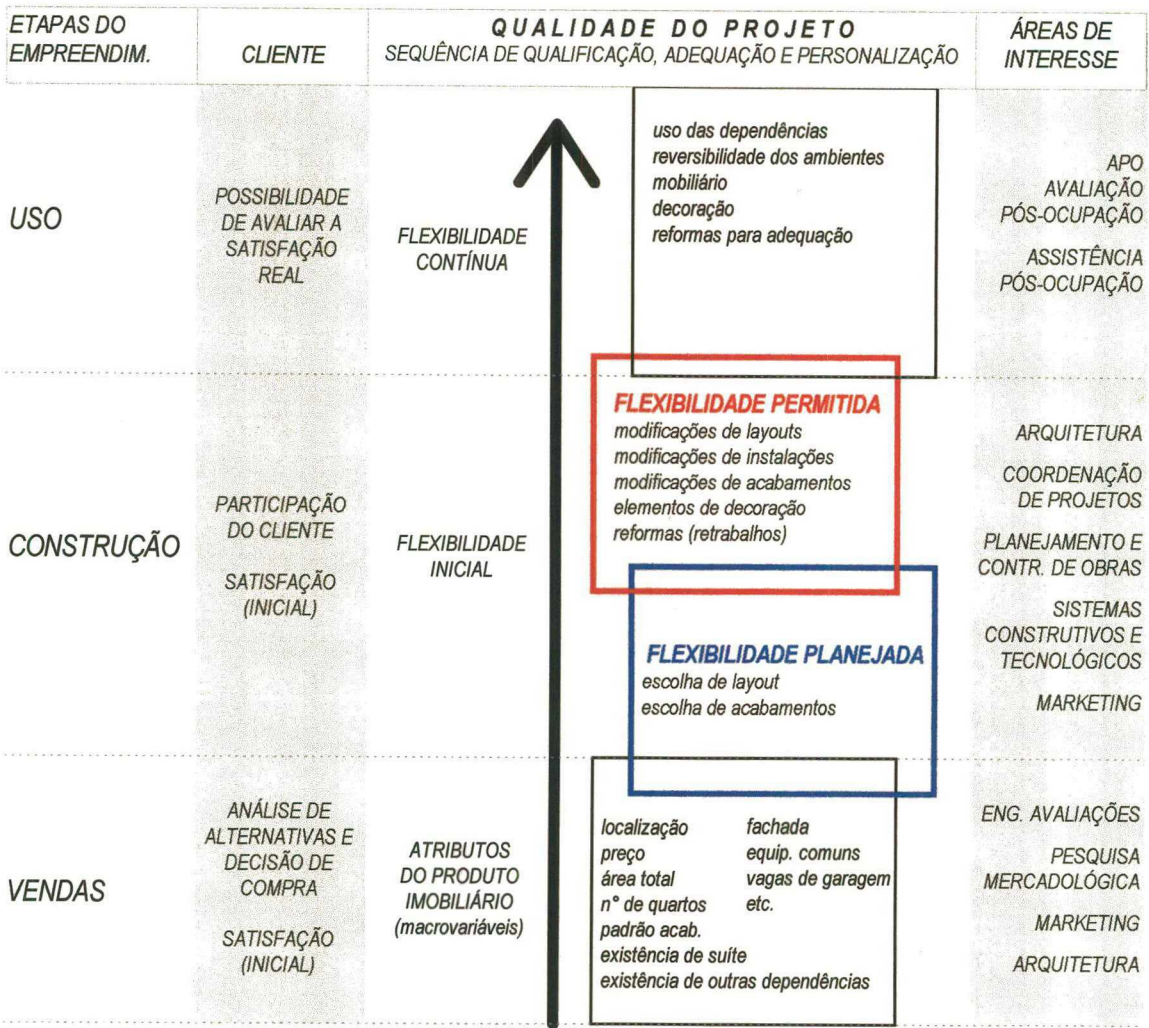 ETAPAS DO
EMPREENDIM.
CLIENTE
QUALIDADE DO PROJETO
SEQUÊNCIA DE QUALIFICAÇÃO, ADEQUAÇÃO E PERSONALIZAÇÃO
ÁREAS DE
INTERESSE
USO
POSSIBILIDADE
DE AVALIAR A
SATISFAÇÃO
REAL
FLEXIBILIDADE
CONTÍNUA
uso das dependências
reversibilidade dos ambientes
mobiliário
decoração
reformas para adequação
APO
AVALIAÇÃO
PÓS-OCUPAÇÃO
ASSISTÊNCIA
PÓS-OCUPAÇÃO
CONSTRUÇÃO
PARTICIPAÇÃO
DO CLIENTE
SATISFAÇÃO
(INICIAL)
FLEXIBILIDADE
INICIAL
FLEXIBILIDADE PERMITIDA
modificações de layouts
modificações de instalações
modificações de acabamentos
elementos de decoração
reformas (retrabalhos)
FLEXIBILIDADE PLANEJADA
escolha de layout
escolha de acabamentos
ARQUITETURA
COORDENAÇÃO
DE PROJETOS
PLANEJAMENTO E
CONTR. DE OBRAS
SISTEMAS
CONSTRUTIVOS E
TECNOLÓGICOS
MARKETING
VENDAS
ANÁLISE DE
ALTERNATIVAS E
DECISÃO DE
COMPRA
SATISFAÇÃO
(INICIAL)
ATRIBUTOS
DO PRODUTO
IMOBILIÁRIO
(macrovariáveis)
localização fachada
preço equip. comuns
área total vagas de garagem
n° de quartos etc.
padrão acab.
existência de suíte
existência de outras dependências
ENG. AVALIAÇÕES
PESQUISA
MERCADOLÓGICA
MARKETING
ARQUITETURA